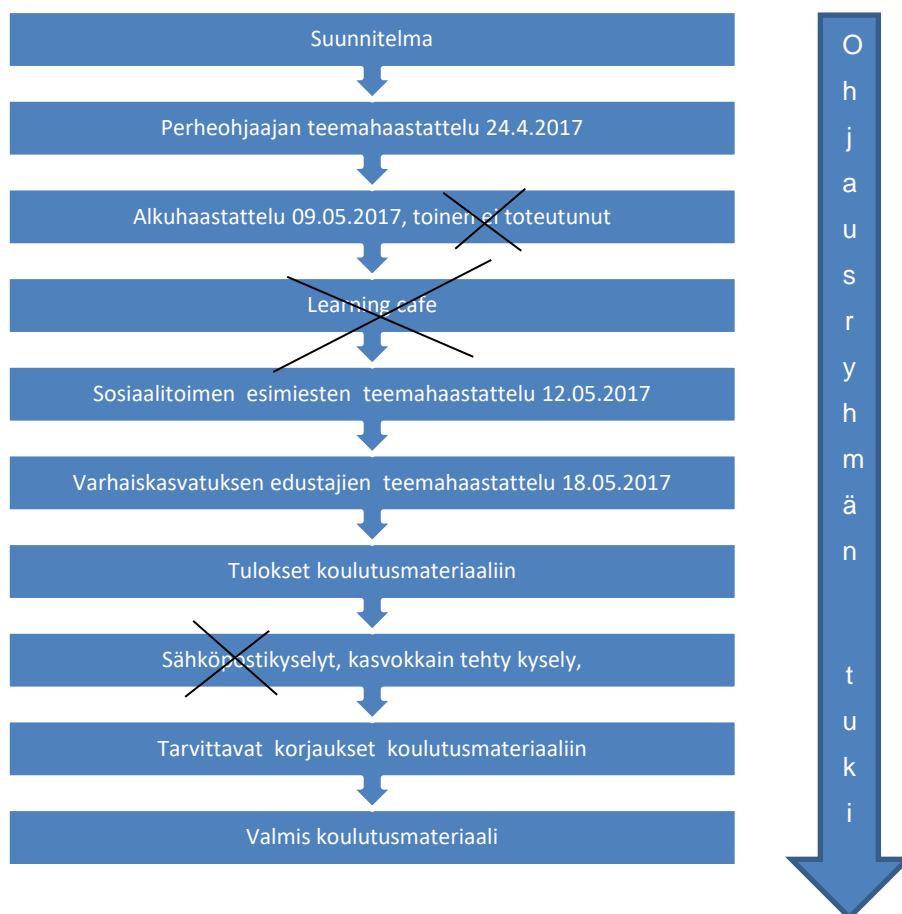 Suunnitelma
Perheohjaajan teemahaastattelu 24.4.2017
Alkuhaastattelu 09.05.2017, toinen ei toteutunut
Learning cafe
Sosiaalitoimen esimiesten teemahaastattelu 12.05.2017
Varhaiskasvatuksen edustajien teemahaastattelu 18.05.2017
Tulokset koulutusmateriaaliin
Sähköpostikyselyt, kasvokkain tehty kysely,
Tarvittavat korjaukset koulutusmateriaaliin
Valmis koulutusmateriaali
Ohjausryhmän tuki